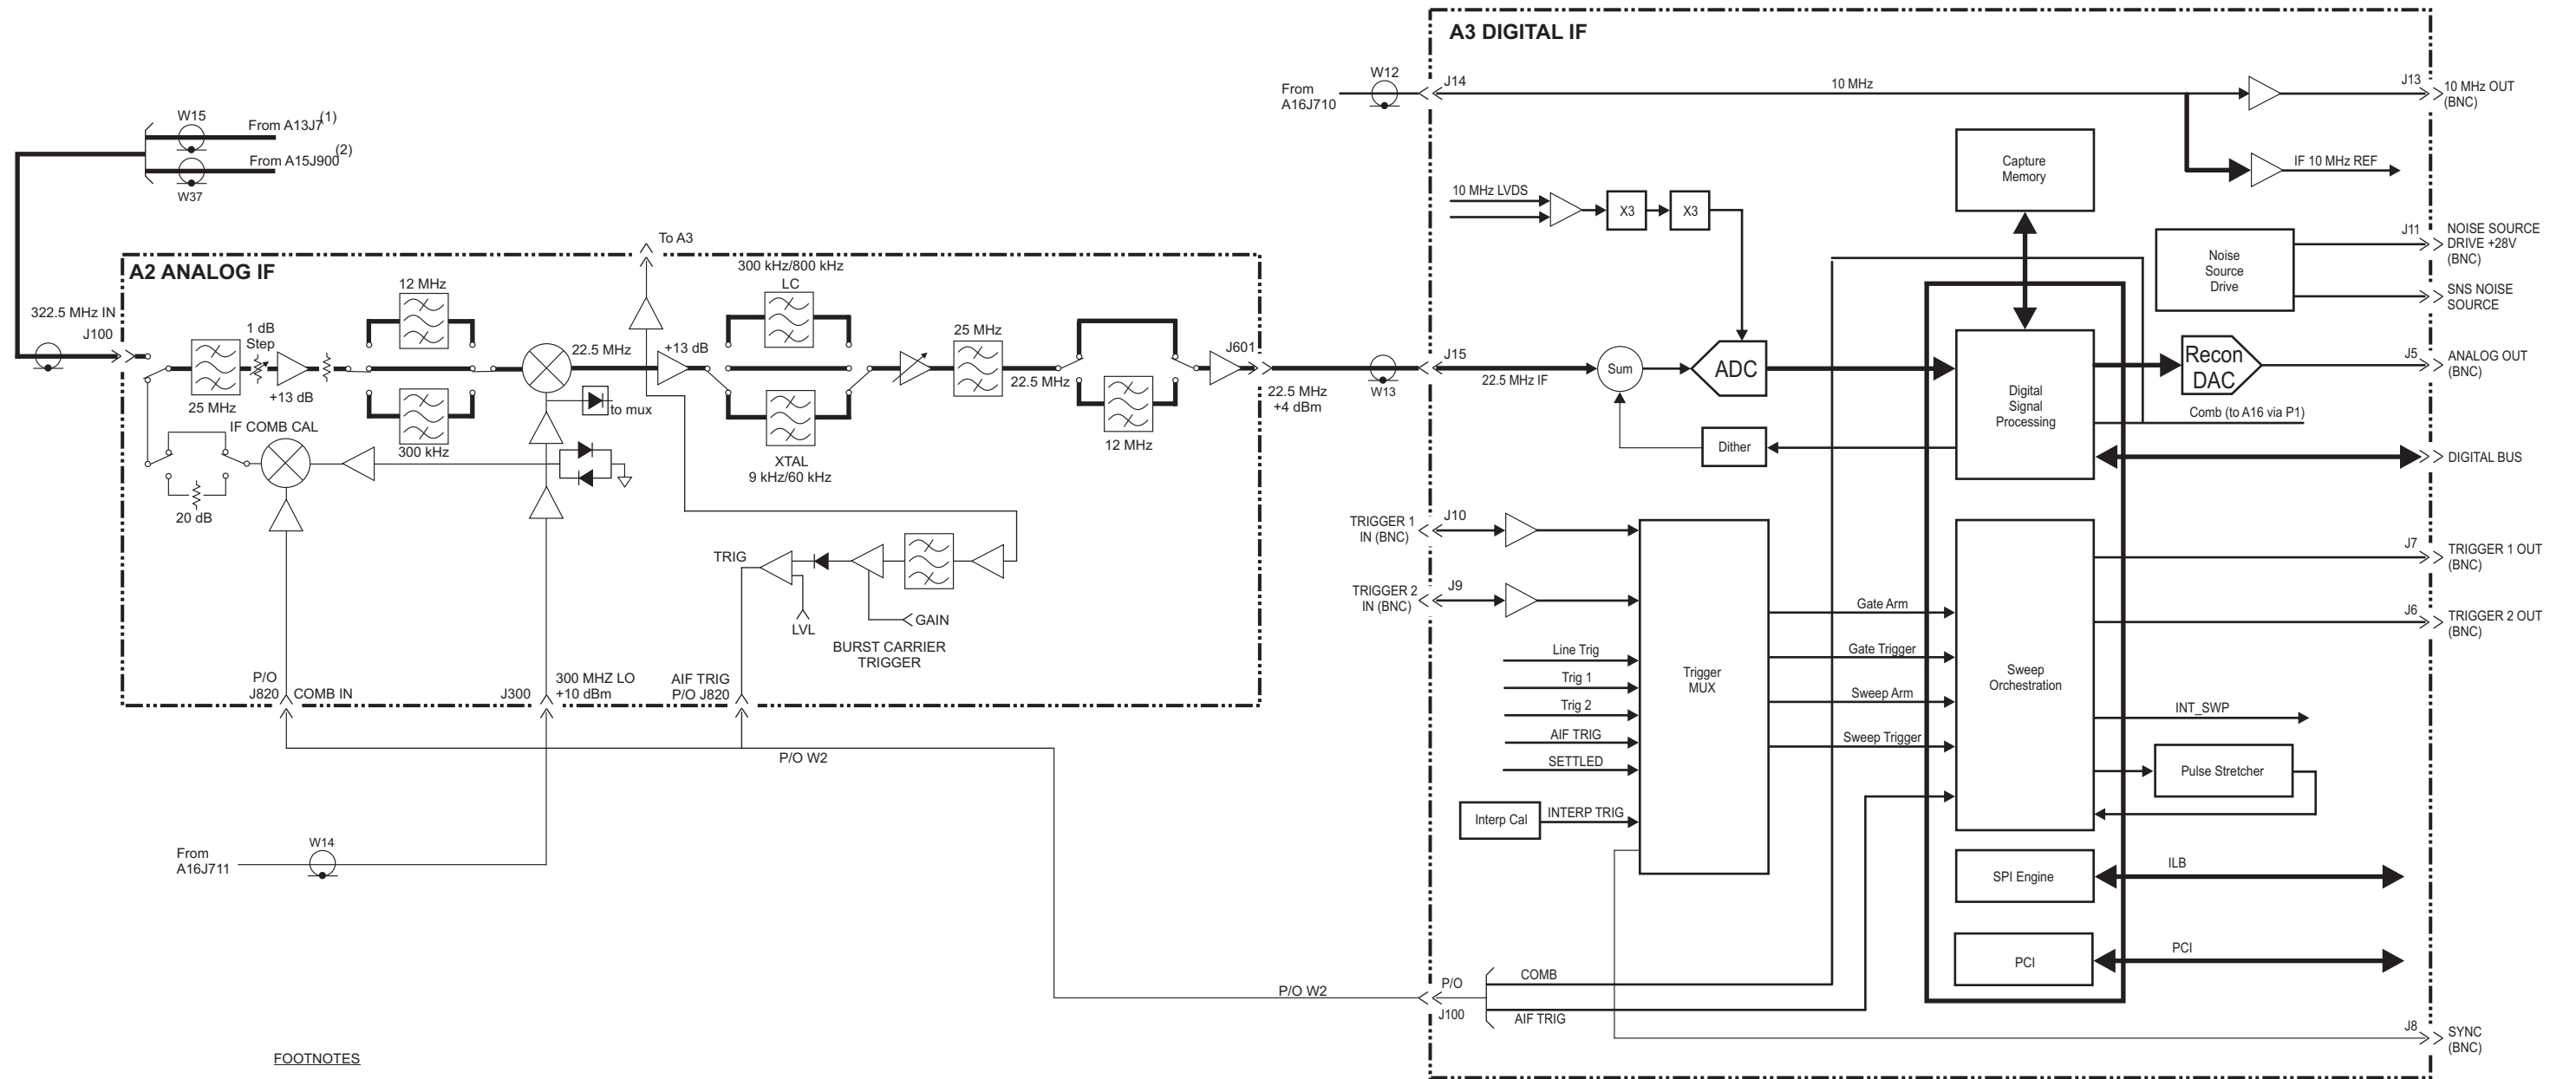 A3 DIGITAL IF
W12
From
A16J710
J14
10 MHz
J13
10 MHz OUT
(BNC)
W15
From A13J7(1)
From A15J900(2)
W37
Capture
Memory
IF 10 MHz REF
10 MHz LVDS
X3
X3
J11
NOISE SOURCE
DRIVE +28V
(BNC)
Noise
Source
Drive
SNS NOISE
SOURCE
To A3
A2 ANALOG IF
300 kHz/800 kHz
LC
12 MHz
322.5 MHz IN
J100
1 dB
Step
25 MHz
+13 dB
22.5 MHz
+13 dB
25 MHz
22.5 MHz
J601
22.5 MHz
+4 dBm
W13
J15
22.5 MHz IF
Sum
ADC
Digital
Signal
Processing
Recon
DAC
J5
ANALOG OUT
(BNC)
Comb (to A16 via P1)
to mux
IF COMB CAL
300 kHz
XTAL
9 kHz/60 kHz
12 MHz
Dither
DIGITAL BUS
20 dB
TRIGGER 1
IN (BNC)
J10
TRIG
LVL
GAIN
BURST CARRIER
TRIGGER
TRIGGER 2
IN (BNC)
J9
J7
TRIGGER 1 OUT
(BNC)
J6
TRIGGER 2 OUT
(BNC)
Gate Arm
Gate Trigger
Sweep Arm
Sweep Trigger
Line Trig
Trig 1
Trig 2
AIF TRIG
SETTLED
Trigger
MUX
Sweep
Orchestration
INT_SWP
Pulse Stretcher
Interp Cal
INTERP TRIG
P/O
J820
COMB IN
J300
300 MHZ LO
+10 dBm
AIF TRIG
P/O J820
P/O W2
W14
From
A16J711
SPI Engine
ILB
PCI
PCI
P/O W2
P/O
J100
COMB
AIF TRIG
J8
SYNC
(BNC)
FOOTNOTES